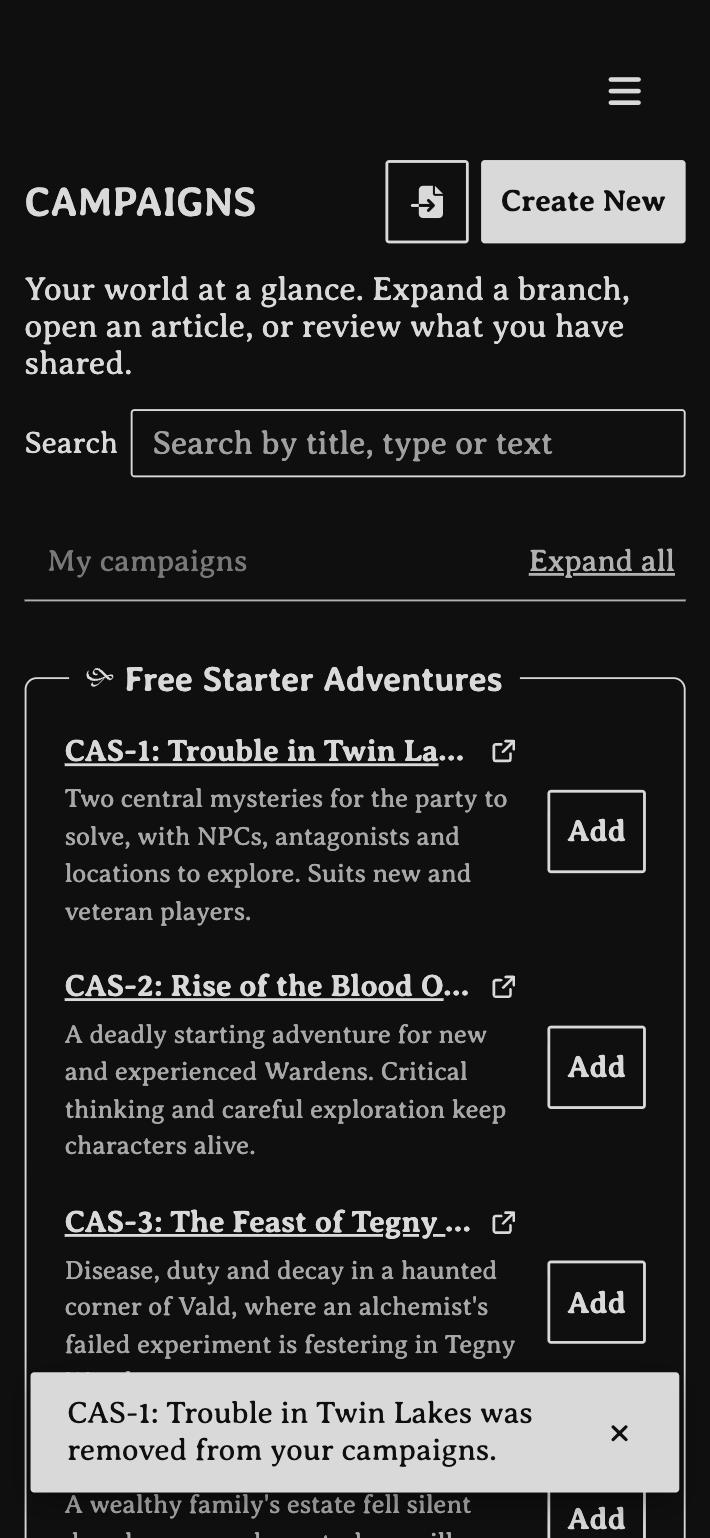 CAMPAIGNS
Create New
Your world at a glance. Expand a branch,
open an article, or review what you have
shared.
Search
Search by title, type or text
My campaigns
Expand all
Free Starter Adventures
CAS-1: Trouble in Twin La...
Two central mysteries for the party to
solve, with NPCs, antagonists and
locations to explore. Suits new and
veteran players.
Add
CAS-2: Rise of the Blood O...
A deadly starting adventure for new
and experienced Wardens. Critical
thinking and careful exploration keep
characters alive.
Add
CAS-3: The Feast of Tegny ...
Disease, duty and decay in a haunted
corner of Vald, where an alchemist's
failed experiment is festering in Tegny
Add
CAS-1: Trouble in Twin Lakes was
removed from your campaigns.
A wealthy family's estate fell silent
Add